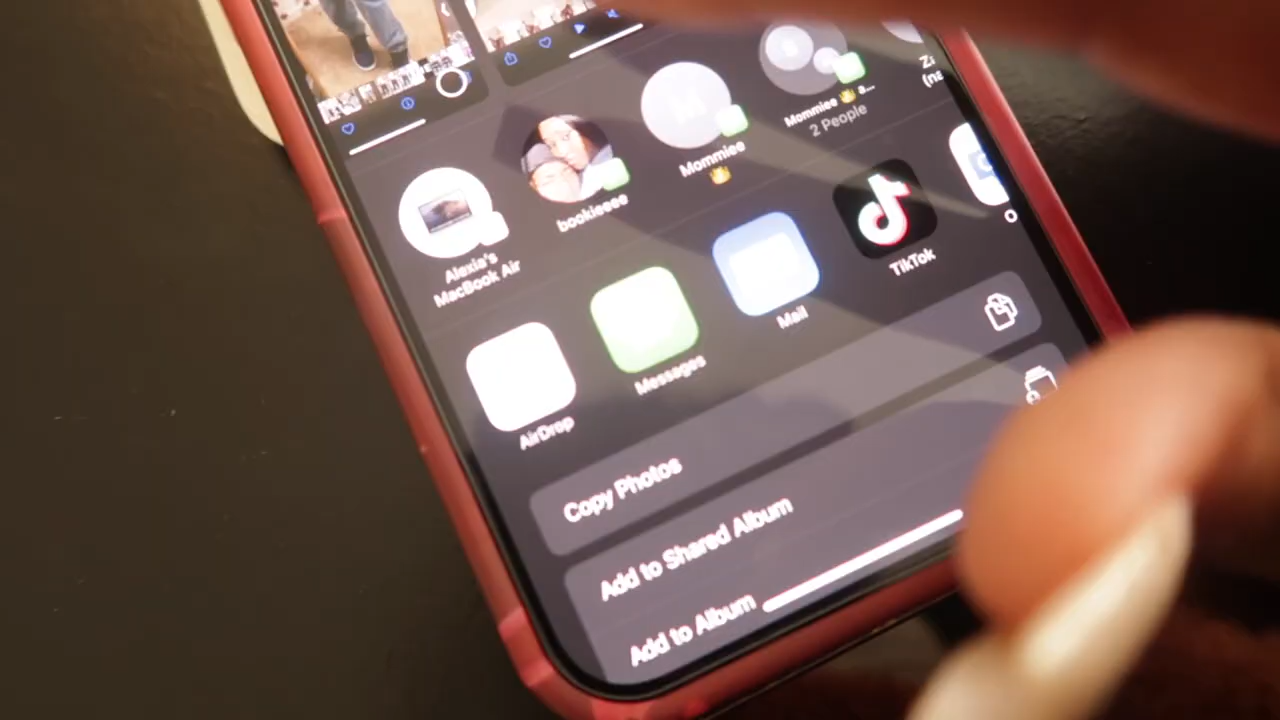 Alexia's
MacBook Air
bookieeee
Mommiee
👑
Mommiee 👑 a...
2 People
AirDrop
Messages
Mail
TikTok
Copy Photos
Add to Shared Album
Add to Album